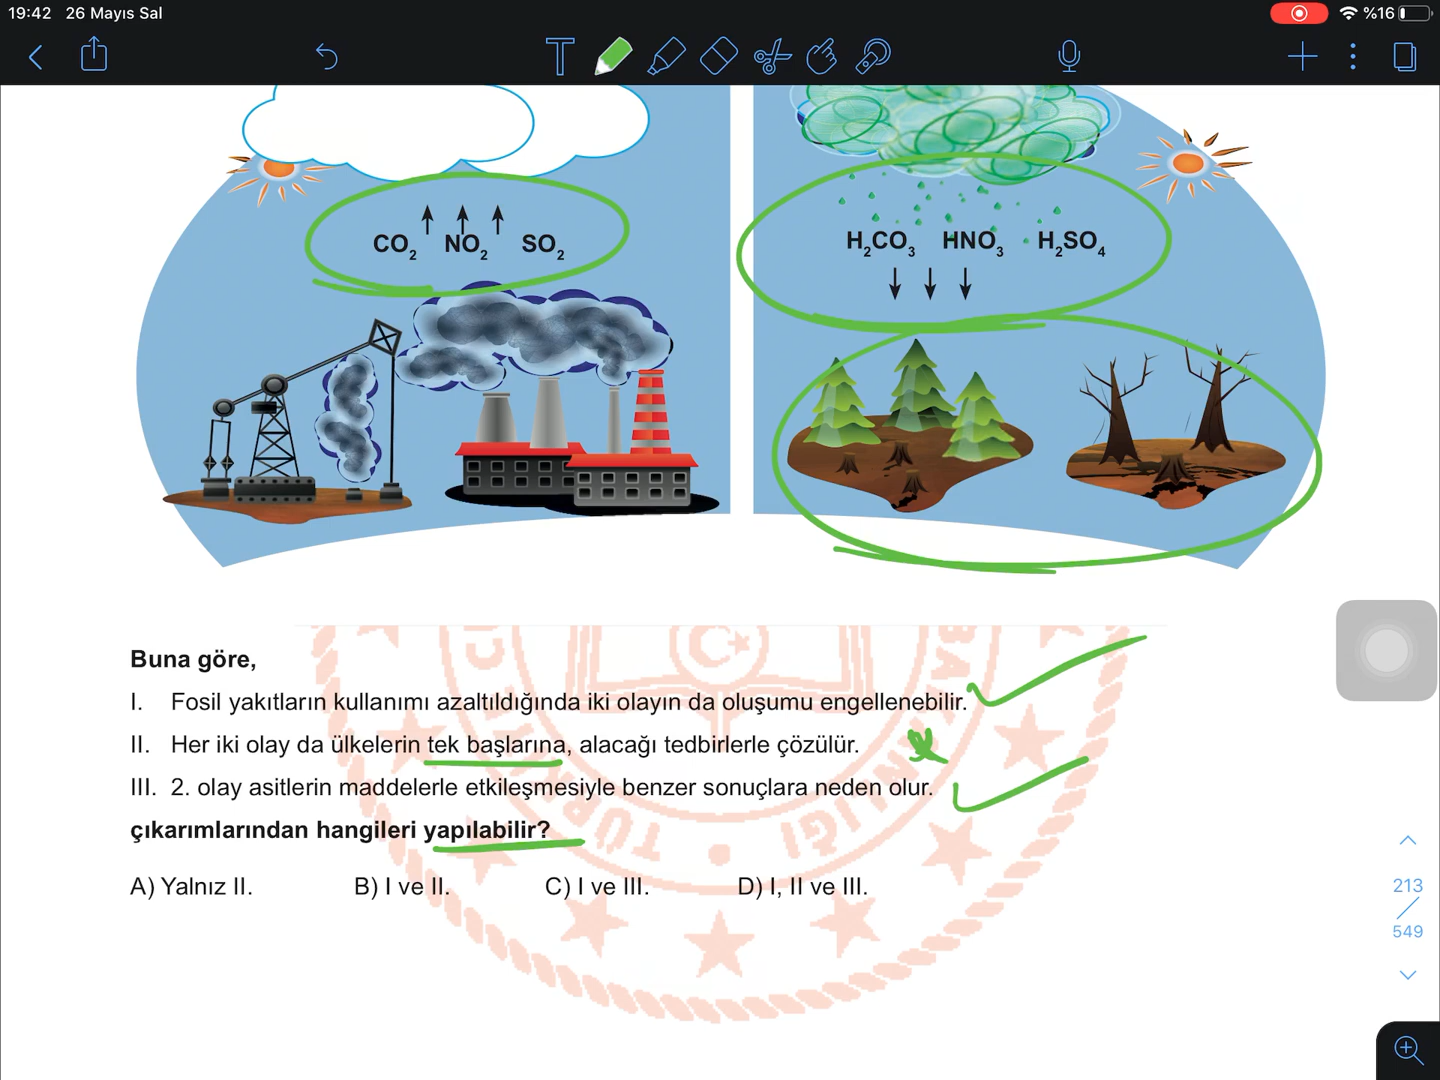 19:42 26 Mayıs Sal %16
CO₂ NO₂ SO₂
H₂CO₃ HNO₃ H₂SO₄
Buna göre,
I. Fosil yakıtların kullanımı azaltıldığında iki olayın da oluşumu engellenebilir.
II. Her iki olay da ülkelerin tek başlarına, alacağı tedbirlerle çözülür.
III. 2. olay asitlerin maddelerle etkileşmesiyle benzer sonuçlara neden olur.
çıkarımlarından hangileri yapılabilir?
A) Yalnız II. B) I ve II. C) I ve III. D) I, II ve III.
213
549